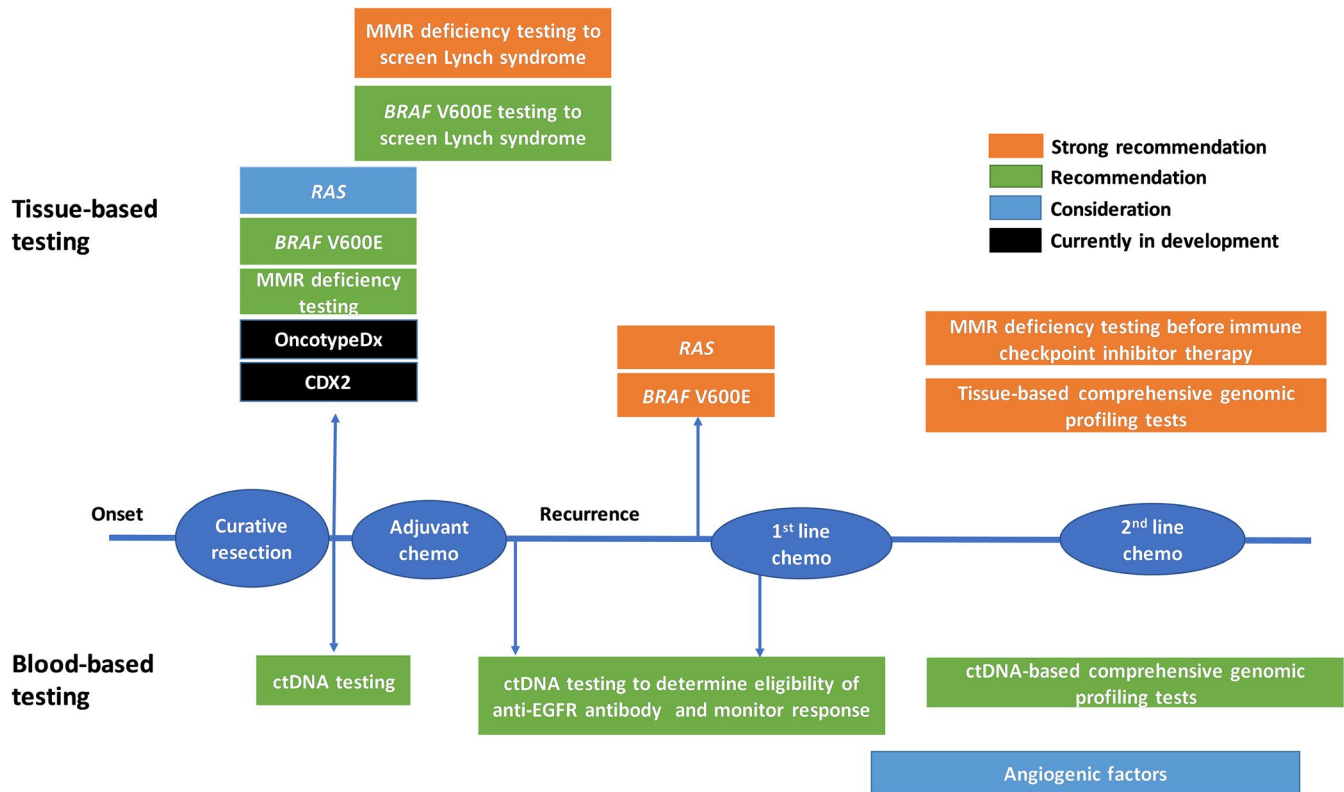 MMR deficiency testing to
screen Lynch syndrome
BRAF V600E testing to
screen Lynch syndrome
Strong recommendation
Recommendation
Consideration
Currently in development
Tissue-based
testing
RAS
BRAF V600E
MMR deficiency
testing
OncotypeDx
CDX2
RAS
BRAF V600E
MMR deficiency testing before immune
checkpoint inhibitor therapy
Tissue-based comprehensive genomic
profiling tests
Onset
Curative
resection
Adjuvant
chemo
Recurrence
1st line
chemo
2nd line
chemo
Blood-based
testing
ctDNA testing
ctDNA testing to determine eligibility of
anti-EGFR antibody and monitor response
ctDNA-based comprehensive genomic
profiling tests
Angiogenic factors